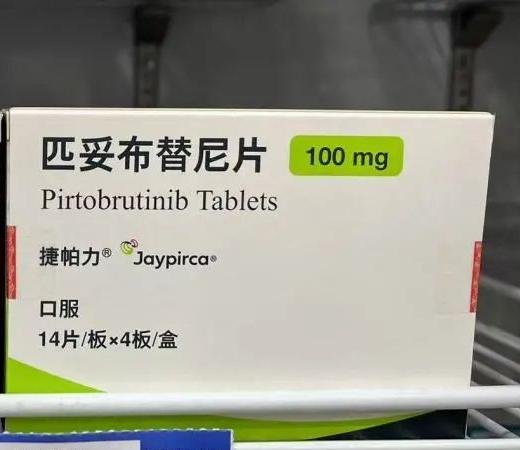 匹妥布替尼片 100 mg
Pirtobrutinib Tablets
捷帕力® Jaypirca®
口服
14片/板×4板/盒